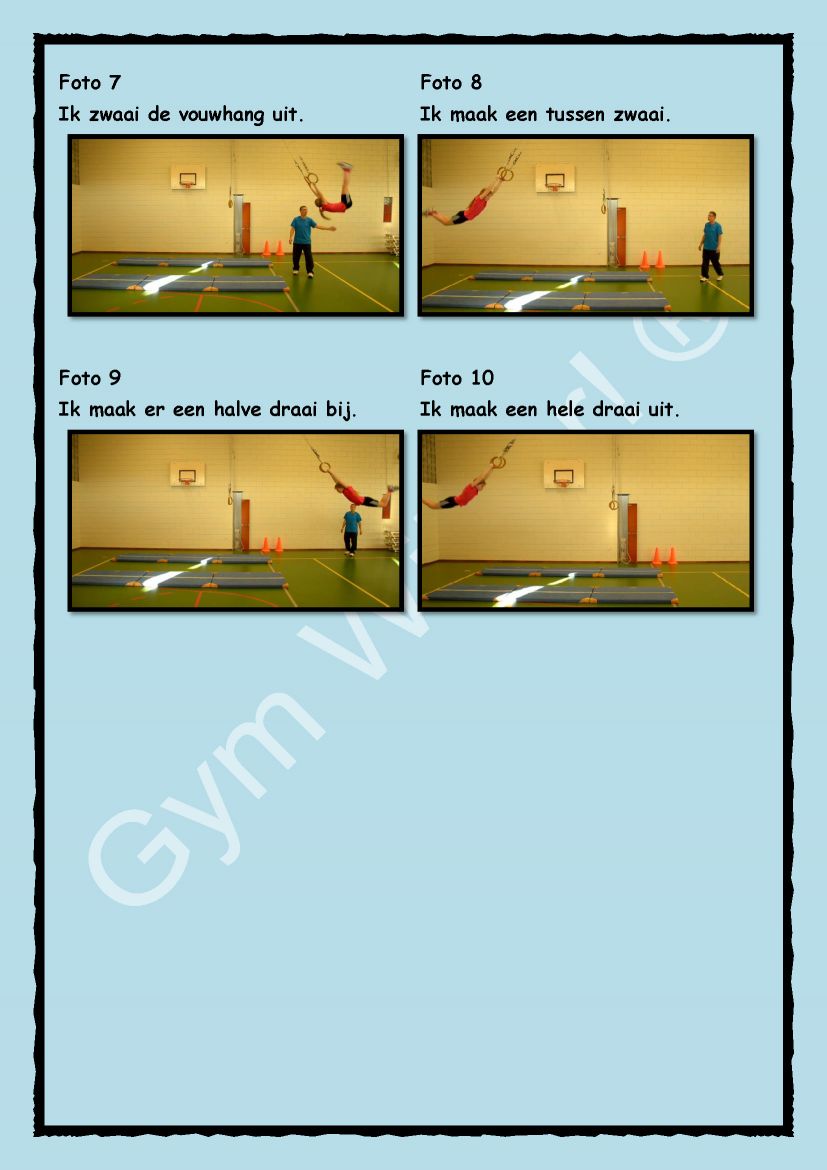 Foto 7
Ik zwaai de vouwhang uit.
Foto 8
Ik maak een tussen zwaai.
Foto 9
Ik maak er een halve draai bij.
Foto 10
Ik maak een hele draai uit.
Gym
®